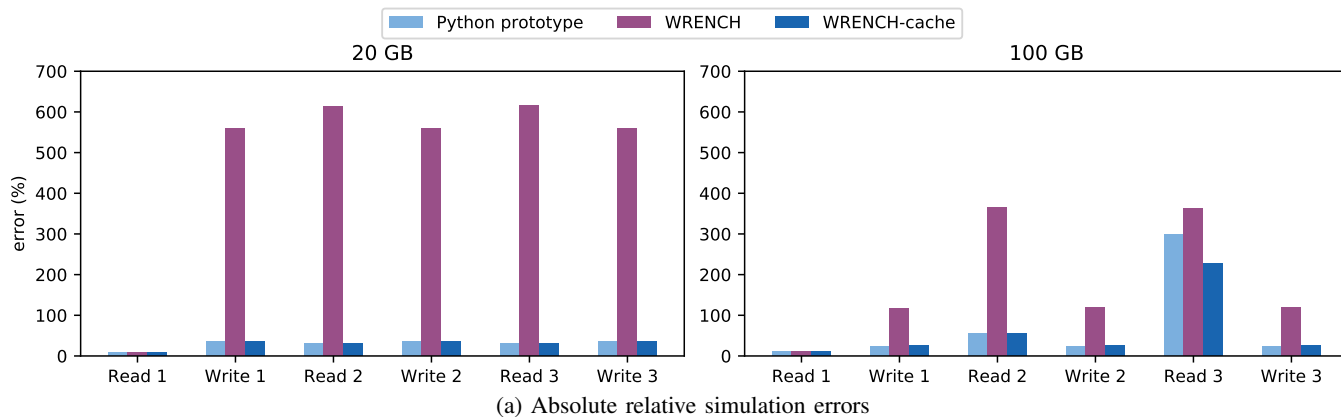 Python prototype WRENCH WRENCH-cache
20 GB
700
600
500
400
300
200
100
0
error (%)
Read 1 Write 1 Read 2 Write 2 Read 3 Write 3
100 GB
700
600
500
400
300
200
100
0
Read 1 Write 1 Read 2 Write 2 Read 3 Write 3
(a) Absolute relative simulation errors